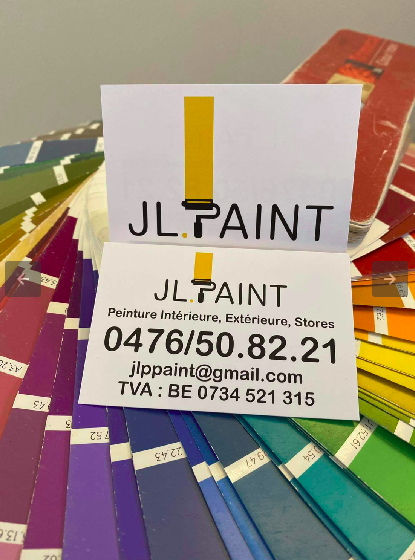 JL.PAINT
JL.PAINT
Peinture Intérieure, Extérieure, Stores
0476/50.82.21
jlppaint@gmail.com
TVA : BE 0734 521 315